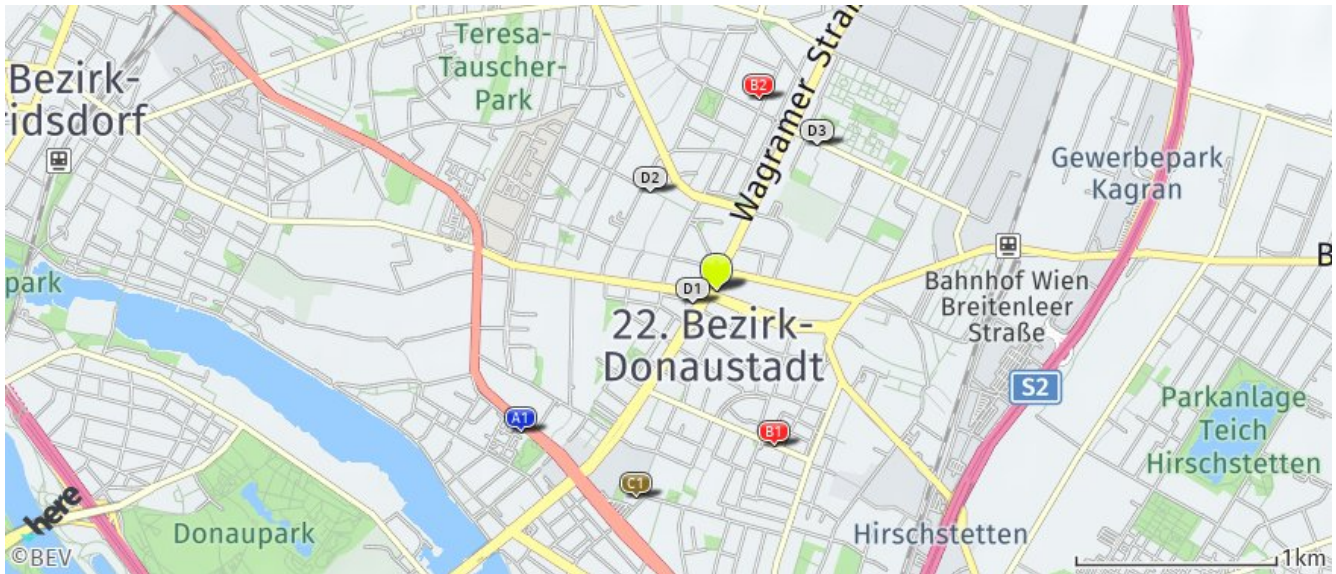 Teresa-
Tauscher-
Park
Bezirk-
ridsdorf
B2
D3
Wagramer Straß
D2
Gewerbepark
Kagran
park
D1
22. Bezirk-
Donaustadt
Bahnhof Wien
Breitenleer
Straße
B
S2
A1
B1
C1
Parkanlage
Teich
Hirschstetten
here
Donaupark
Hirschstetten
©BEV
1km